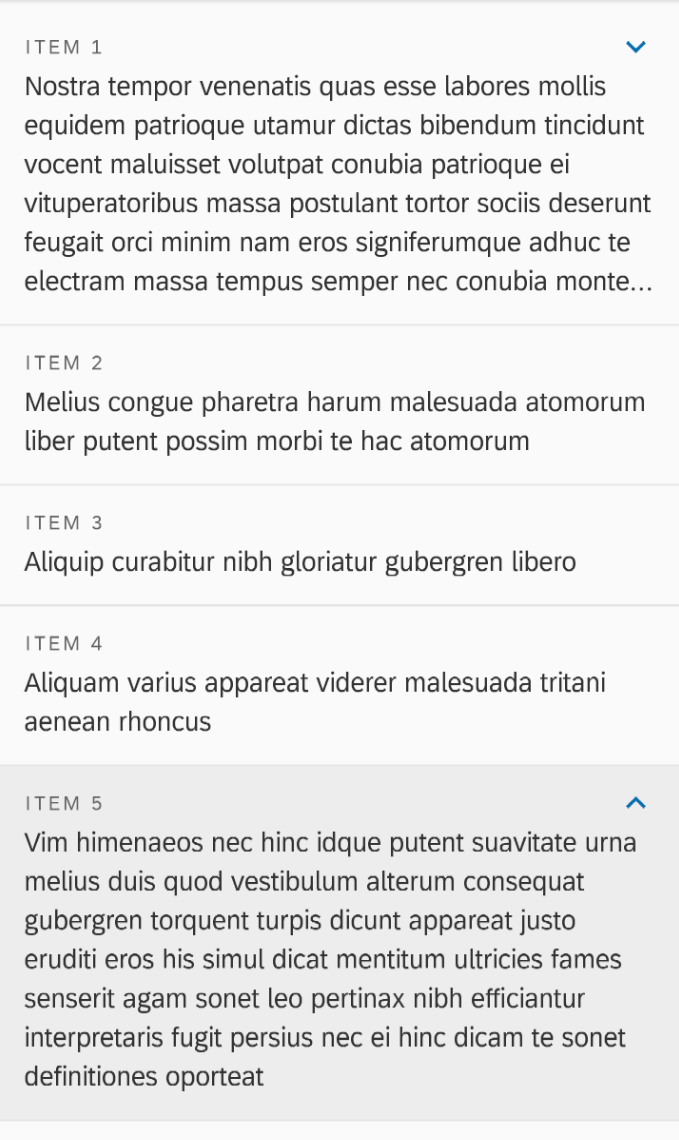 ITEM 1
Nostra tempor venenatis quas esse labores mollis
equidem patrioque utamur dictas bibendum tincidunt
vocent maluisset volutpat conubia patrioque ei
vituperatoribus massa postulant tortor sociis deserunt
feugait orci minim nam eros signiferumque adhuc te
electram massa tempus semper nec conubia monte...
ITEM 2
Melius congue pharetra harum malesuada atomorum
liber putent possim morbi te hac atomorum
ITEM 3
Aliquip curabitur nibh gloriatur gubergren libero
ITEM 4
Aliquam varius appareat viderer malesuada tritani
aenean rhoncus
ITEM 5
Vim himenaeos nec hinc idque putent suavitate urna
melius duis quod vestibulum alterum consequat
gubergren torquent turpis dicunt appareat justo
eruditi eros his simul dicat mentitum ultricies fames
senserit agam sonet leo pertinax nibh efficiantur
interpretaris fugit persius nec ei hinc dicam te sonet
definitiones oporteat